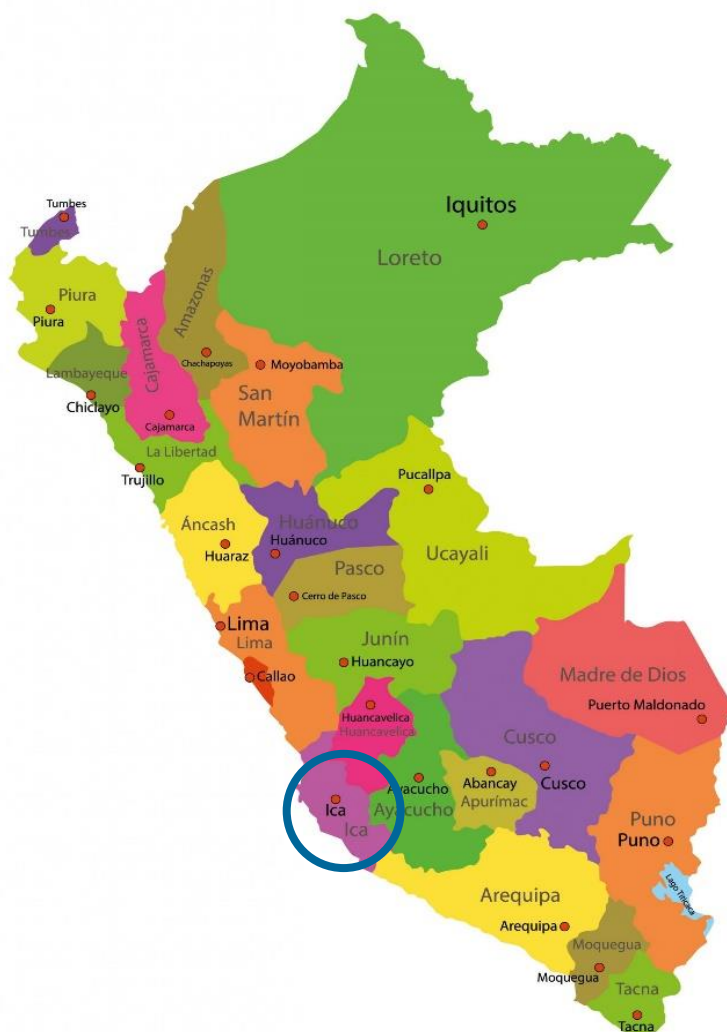 Tumbes
Tumbes
Iquitos
Loreto
Piura
Piura
Amazonas
Cajamarca
Chachapoyas
Moyobamba
Lambayeque
Chiclayo
San
Martín
Cajamarca
La Libertad
Trujillo
Pucallpa
Áncash
Huaraz
Huánuco
Huánuco
Ucayali
Pasco
Cerro de Pasco
Lima
Lima
Junín
Huancayo
Callao
Madre de Dios
Puerto Maldonado
Huancavelica
Huancavelica
Cusco
Cusco
Ayacucho
Ayacucho
Abancay
Apurímac
Ica
Ica
Puno
Puno
Lago Titicaca
Arequipa
Arequipa
Moquegua
Moquegua
Tacna
Tacna